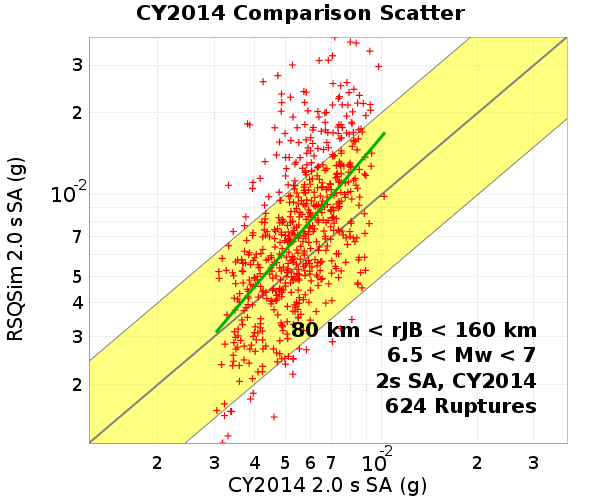 CY2014 Comparison Scatter
RSQSim 2.0 s SA (g)
3
2
10-2
7
5
4
3
2
80 km < rJB < 160 km
6.5 < Mw < 7
2s SA, CY2014
624 Ruptures
2 3 4 5 6 7 10-2 2 3
CY2014 2.0 s SA (g)